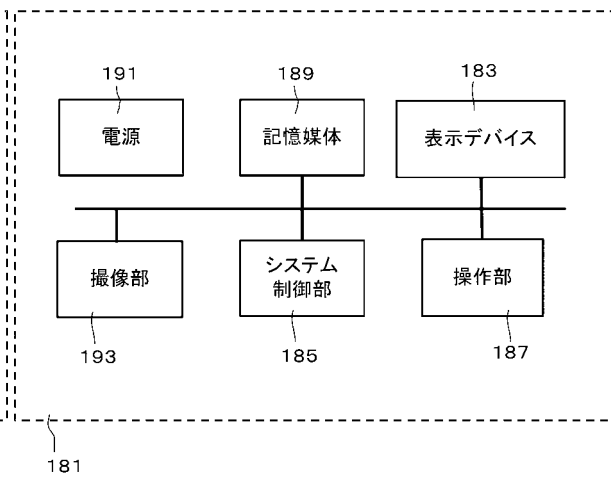 191
189
183
電源
記憶媒体
表示デバイス
撮像部
システム
制御部
操作部
193
185
187
181